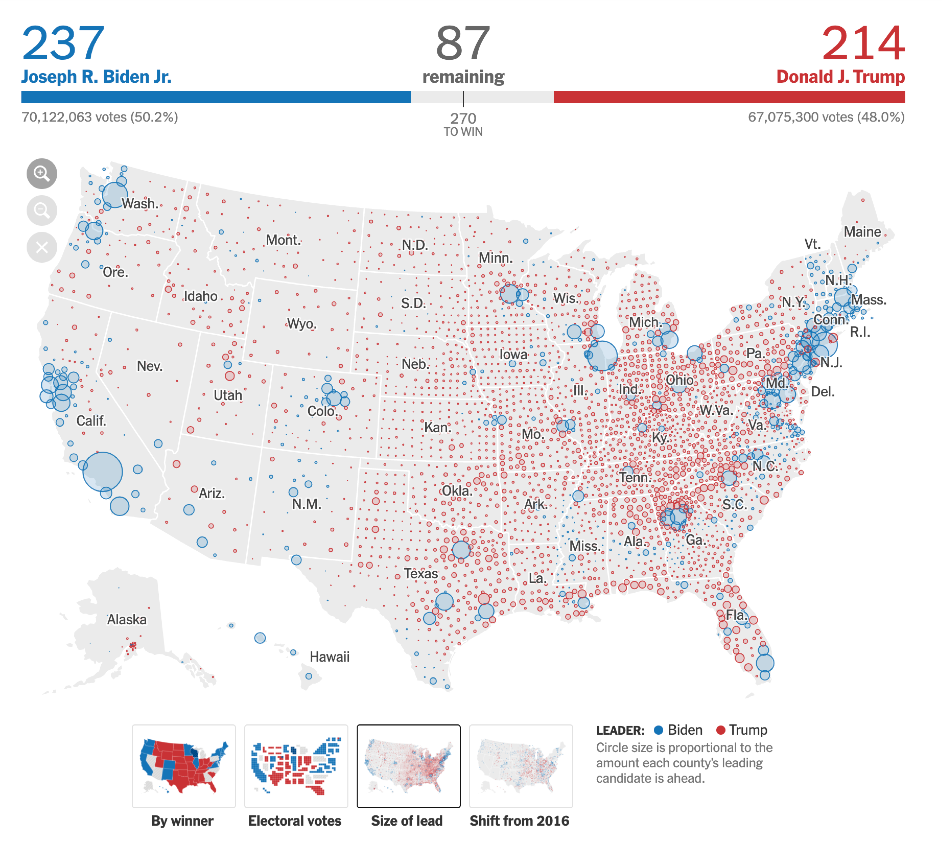 237
87
214
Joseph R. Biden Jr.
remaining
Donald J. Trump
70,122,063 votes (50.2%)
270
TO WIN
67,075,300 votes (48.0%)
Wash.
Maine
Mont.
N.D.
Vt.
Minn.
Ore.
N.H.
Idaho
Wis.
N.Y.
Mass.
S.D.
Wyo.
Mich.
Conn.
R.I.
Nev.
Neb.
Iowa
Pa.
N.J.
Utah
Ill.
Ind.
Ohio
Md.
Del.
Colo.
W.Va.
Calif.
Kan.
Mo.
Ky.
Va.
N.C.
Tenn.
Ariz.
N.M.
Okla.
Ark.
S.C.
Miss.
Ala.
Ga.
Texas
La.
Alaska
Fla.
Hawaii
LEADER: Biden Trump
Circle size is proportional to the
amount each county's leading
candidate is ahead.
By winner
Electoral votes
Size of lead
Shift from 2016